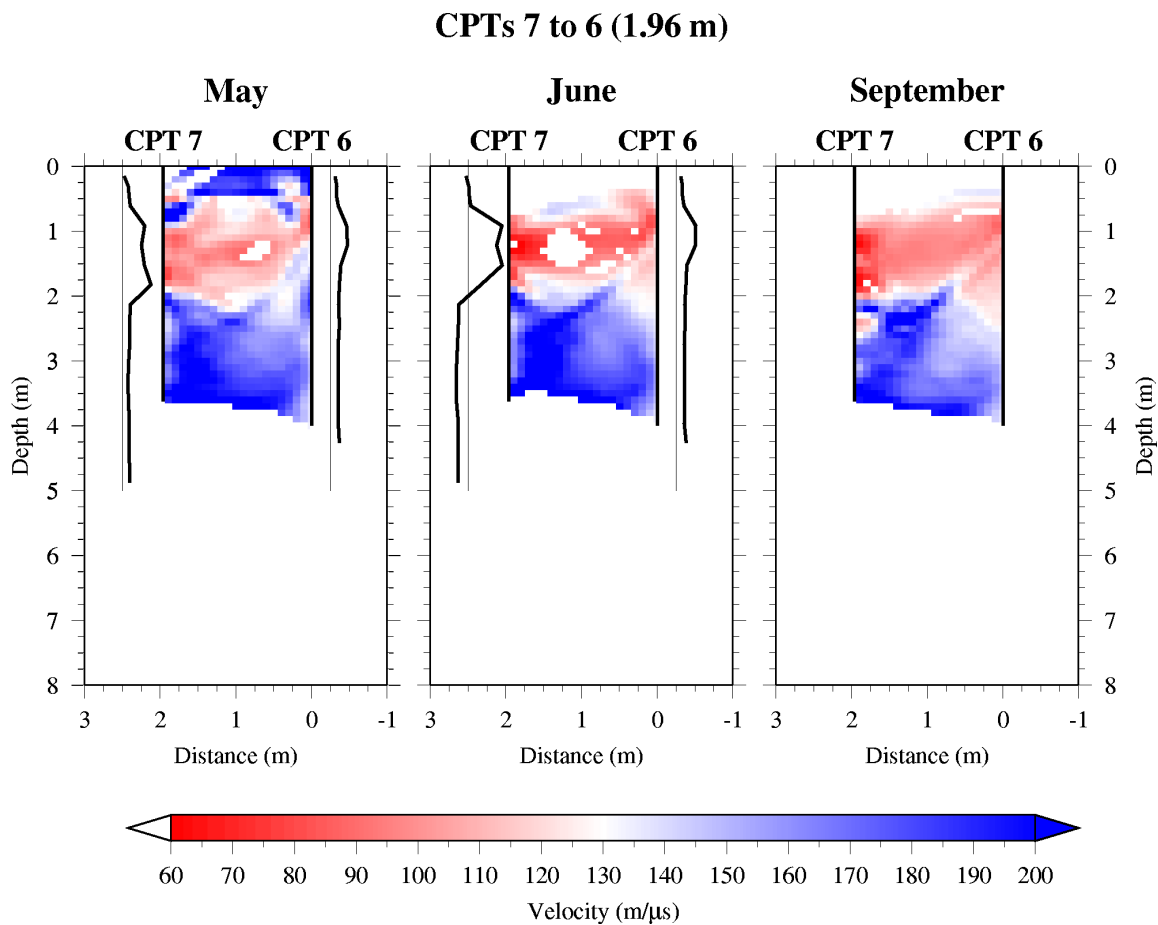 CPTs 7 to 6 (1.96 m)
May June September
CPT 7 CPT 6 CPT 7 CPT 6 CPT 7 CPT 6
0 0
1 1
2 2
3 3
4 4
5 5
6 6
7 7
8 8
Depth (m) Depth (m)
3 2 1 0 -1 3 2 1 0 -1 3 2 1 0 -1
Distance (m) Distance (m) Distance (m)
60 70 80 90 100 110 120 130 140 150 160 170 180 190 200
Velocity (m/μs)